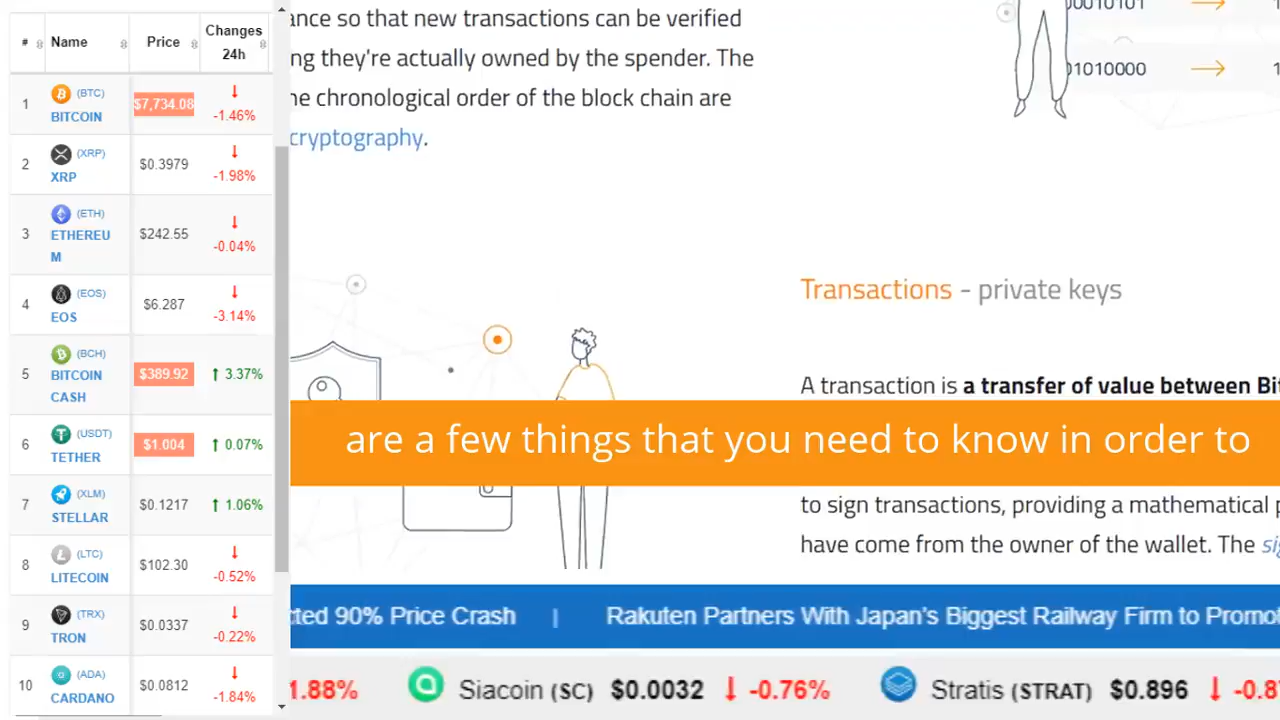 # Name Price Changes 24h
1 (BTC) BITCOIN $7,734.08 ↓ -1.46%
2 (XRP) XRP $0.3979 ↓ -1.98%
3 (ETH) ETHEREUM $242.55 ↓ -0.04%
4 (EOS) EOS $6.287 ↓ -3.14%
5 (BCH) BITCOIN CASH $389.92 ↑ 3.37%
6 (USDT) TETHER $1.004 ↑ 0.07%
7 (XLM) STELLAR $0.1217 ↑ 1.06%
8 (LTC) LITECOIN $102.30 ↓ -0.52%
9 (TRX) TRON $0.0337 ↓ -0.22%
10 (ADA) CARDANO $0.0812 ↓ -1.84%
ance so that new transactions can be verified
ng they're actually owned by the spender. The
he chronological order of the block chain are
cryptography.
01010000 →
Transactions - private keys
A transaction is a transfer of value between
are a few things that you need to know in order to
to sign transactions, providing a mathematical
have come from the owner of the wallet. The
90% Price Crash | Rakuten Partners With Japan's Biggest Railway Firm to
1.88% Siacoin (SC) $0.0032 ↓ -0.76% Stratis (STRAT) $0.896 ↓